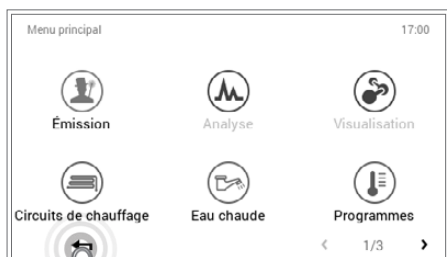 Menu principal 17:00
Émission Analyse Visualisation
Circuits de chauffage Eau chaude Programmes
1/3